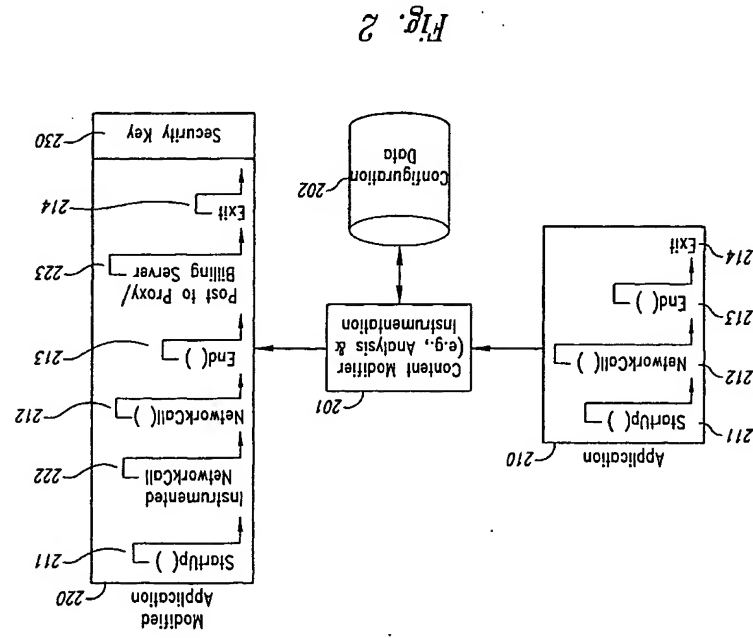 Application
210
StartUp( )
211
NetworkCall( )
212
End( )
213
Exit
214
Content Modifier
(e.g., Analysis &
Instrumentation
201
Configuration
Data
202
Modified
Application
220
StartUp( )
211
Instrumented
NetworkCall
222
NetworkCall( )
212
End( )
213
Post to Proxy/
Billing Server
223
Exit
214
Security Key
230
Fig. 2